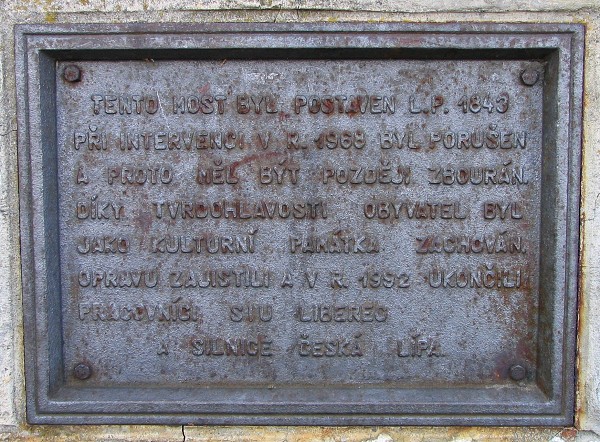 TENTO MOST BYL POSTAVEN L.P. 1843
PŘI INTERVENCI V R. 1968 BYL PORUŠEN
A PROTO MĚL BÝT POZDĚJI ZBOURÁN.
DÍKY TVRDOHLAVOSTI OBYVATEL BYL
JAKO KULTURNÍ PAMÁTKA ZACHOVÁN.
OPRAVU ZAJISTILI A V R. 1992 UKONČILI
PRACOVNÍCI SIU LIBEREC
A SILNICE ČESKÁ LÍPA.